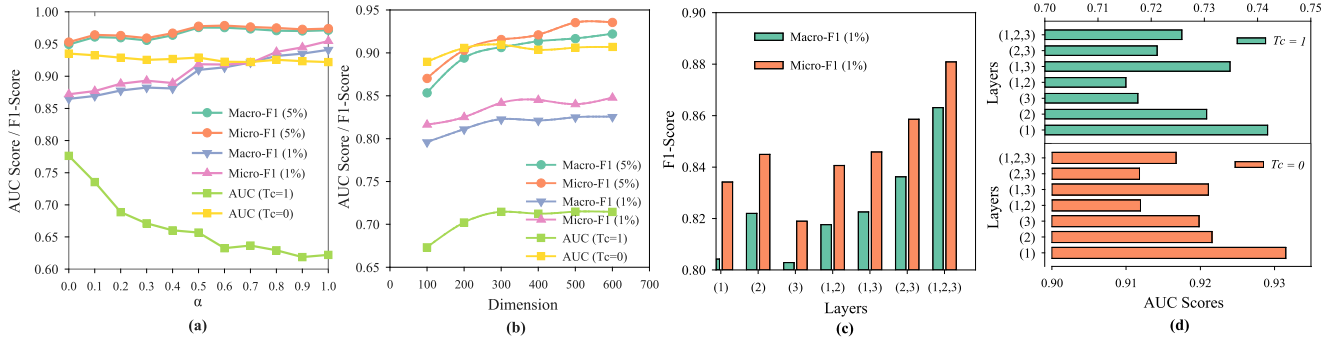 AUC Score / F1-Score
1.00
0.95
0.90
0.85
0.80
0.75
0.70
0.65
0.60
Macro-F1 (5%)
Micro-F1 (5%)
Macro-F1 (1%)
Micro-F1 (1%)
AUC (Tc=1)
AUC (Tc=0)
0.0 0.1 0.2 0.3 0.4 0.5 0.6 0.7 0.8 0.9 1.0
α
(a)
AUC Score / F1-Score
0.95
0.90
0.85
0.80
0.75
0.70
0.65
Macro-F1 (5%)
Micro-F1 (5%)
Macro-F1 (1%)
Micro-F1 (1%)
AUC (Tc=1)
AUC (Tc=0)
100 200 300 400 500 600 700
Dimension
(b)
F1-Score
0.90
0.88
0.86
0.84
0.82
0.80
Macro-F1 (1%)
Micro-F1 (1%)
(1) (2) (3) (1,2) (1,3) (2,3) (1,2,3)
Layers
(c)
0.70 0.71 0.72 0.73 0.74 0.75
Layers
(1,2,3)
(2,3)
(1,3)
(1,2)
(3)
(2)
(1)
Tc = 1
Layers
(1,2,3)
(2,3)
(1,3)
(1,2)
(3)
(2)
(1)
Tc = 0
0.90 0.91 0.92 0.93
AUC Scores
(d)